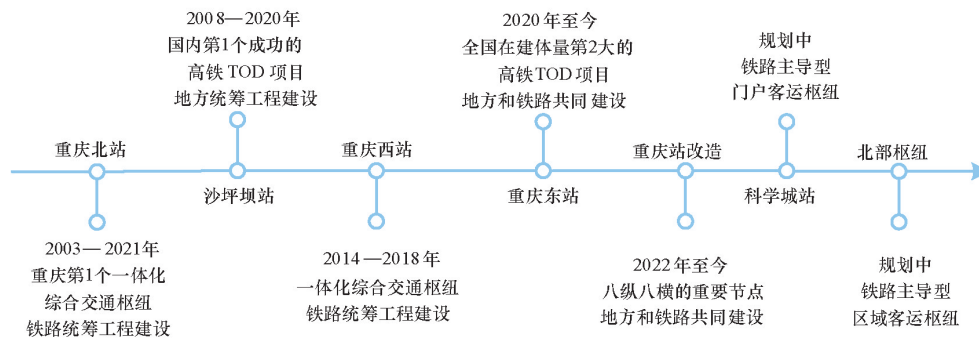 2008—2020年
国内第1个成功的
高铁 TOD 项目
地方统筹工程建设
2020年至今
全国在建体量第2大的
高铁TOD 项目
地方和铁路共同 建设
规划中
铁路主导型
门户客运枢纽
重庆北站
重庆西站
重庆站改造
北部枢纽
沙坪坝站
重庆东站
科学城站
2003— 2021年
重庆第1个一体化
综合交通枢纽
铁路统筹工程建设
2014 —2018年
一体化综合交通枢纽
铁路统筹工程建设
2022年至今
八纵八横的重要节点
地方和铁路共同建设
规划中
铁路主导型
区域客运枢纽